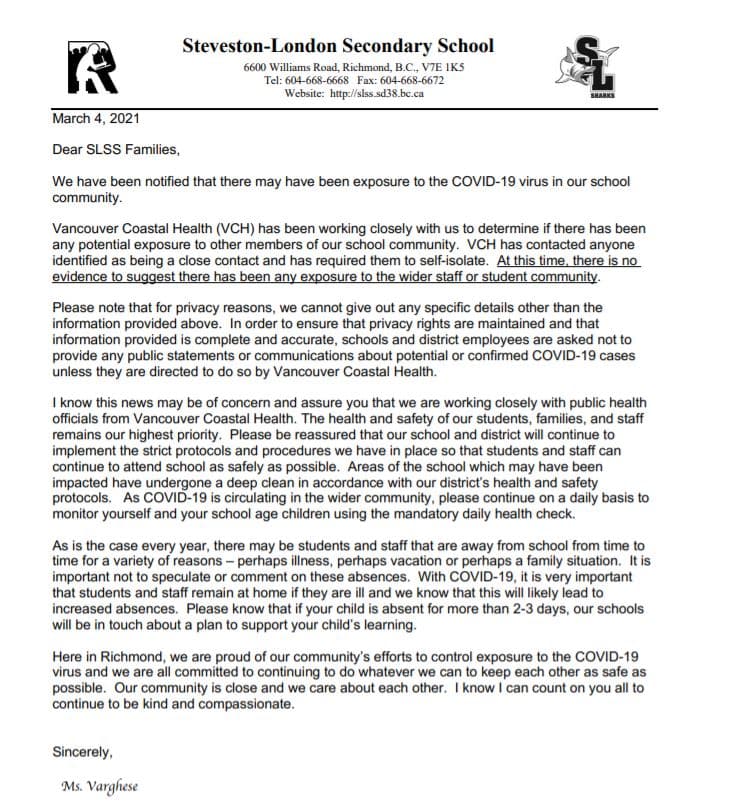 Steveston-London Secondary School
6600 Williams Road, Richmond, B.C., V7E 1K5
Tel: 604-668-6668 Fax: 604-668-6672
Website: http://slss.sd38.bc.ca
R
SL
SHARKS
March 4, 2021
Dear SLSS Families,
We have been notified that there may have been exposure to the COVID-19 virus in our school
community.
Vancouver Coastal Health (VCH) has been working closely with us to determine if there has been
any potential exposure to other members of our school community. VCH has contacted anyone
identified as being a close contact and has required them to self-isolate. At this time, there is no
evidence to suggest there has been any exposure to the wider staff or student community.
Please note that for privacy reasons, we cannot give out any specific details other than the
information provided above. In order to ensure that privacy rights are maintained and that
information provided is complete and accurate, schools and district employees are asked not to
provide any public statements or communications about potential or confirmed COVID-19 cases
unless they are directed to do so by Vancouver Coastal Health.
I know this news may be of concern and assure you that we are working closely with public health
officials from Vancouver Coastal Health. The health and safety of our students, families, and staff
remains our highest priority. Please be reassured that our school and district will continue to
implement the strict protocols and procedures we have in place so that students and staff can
continue to attend school as safely as possible. Areas of the school which may have been
impacted have undergone a deep clean in accordance with our district's health and safety
protocols. As COVID-19 is circulating in the wider community, please continue on a daily basis to
monitor yourself and your school age children using the mandatory daily health check.
As is the case every year, there may be students and staff that are away from school from time to
time for a variety of reasons – perhaps illness, perhaps vacation or perhaps a family situation. It is
important not to speculate or comment on these absences. With COVID-19, it is very important
that students and staff remain at home if they are ill and we know that this will likely lead to
increased absences. Please know that if your child is absent for more than 2-3 days, our schools
will be in touch about a plan to support your child's learning.
Here in Richmond, we are proud of our community's efforts to control exposure to the COVID-19
virus and we are all committed to continuing to do whatever we can to keep each other as safe as
possible. Our community is close and we care about each other. I know I can count on you all to
continue to be kind and compassionate.
Sincerely,
Ms. Varghese